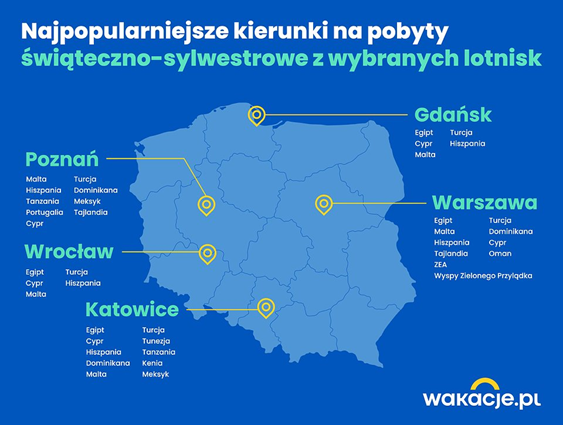 Najpopularniejsze kierunki na pobyty
świąteczno-sylwestrowe z wybranych lotnisk
Gdańsk
Egipt Turcja
Cypr Hiszpania
Malta
Poznań
Malta Turcja
Hiszpania Dominikana
Tanzania Meksyk
Portugalia Tajlandia
Cypr
Warszawa
Egipt Turcja
Malta Dominikana
Hiszpania Cypr
Tajlandia Oman
ZEA
Wyspy Zielonego Przylądka
Wrocław
Egipt Turcja
Cypr Hiszpania
Malta
Katowice
Egipt Turcja
Cypr Tunezja
Hiszpania Tanzania
Dominikana Kenia
Malta Meksyk
wakacje.pl